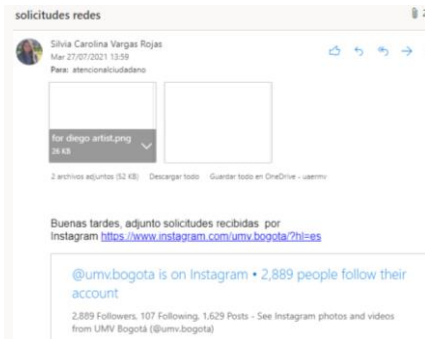 solicitudes redes
2
Silvia Carolina Vargas Rojas
Mar 27/07/2021 13:59
Para: atencionalciudadano
for diego artist.png
26 KB
2 archivos adjuntos (52 KB) Descargar todo Guardar todo en OneDrive - uaermv
Buenas tardes, adjunto solicitudes recibidas por
Instagram https://www.instagram.com/umv.bogota/?hl=es
@umv.bogota is on Instagram • 2,889 people follow their
account
2,889 Followers, 107 Following, 1,629 Posts - See Instagram photos and videos
from UMV Bogotá (@umv.bogota)